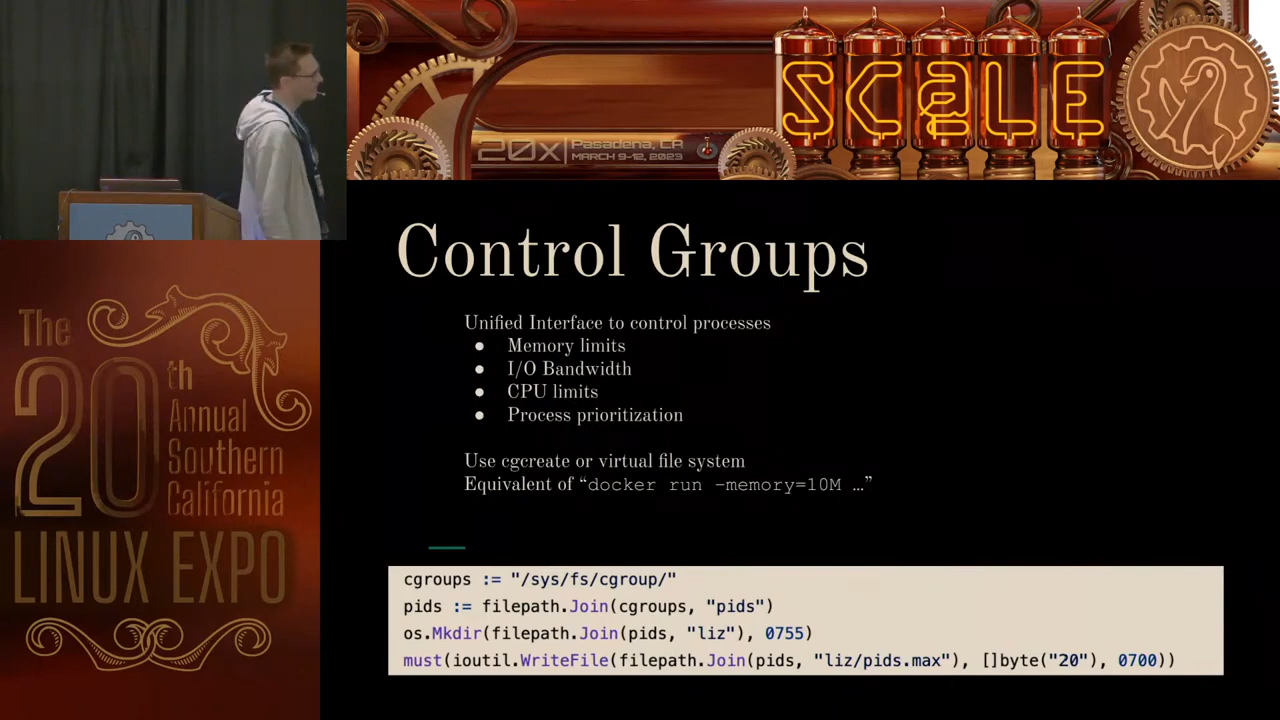 SC@LE
20x
Pasadena, CA
MARCH 9-12, 2023
The
20th
Annual
Southern
California
LINUX EXPO
Control Groups
Unified Interface to control processes
● Memory limits
● I/O Bandwidth
● CPU limits
● Process prioritization
Use cgcreate or virtual file system
Equivalent of “docker run –memory=10M …”
cgroups := "/sys/fs/cgroup/"
pids := filepath.Join(cgroups, "pids")
os.Mkdir(filepath.Join(pids, "liz"), 0755)
must(ioutil.WriteFile(filepath.Join(pids, "liz/pids.max"), []byte("20"), 0700))